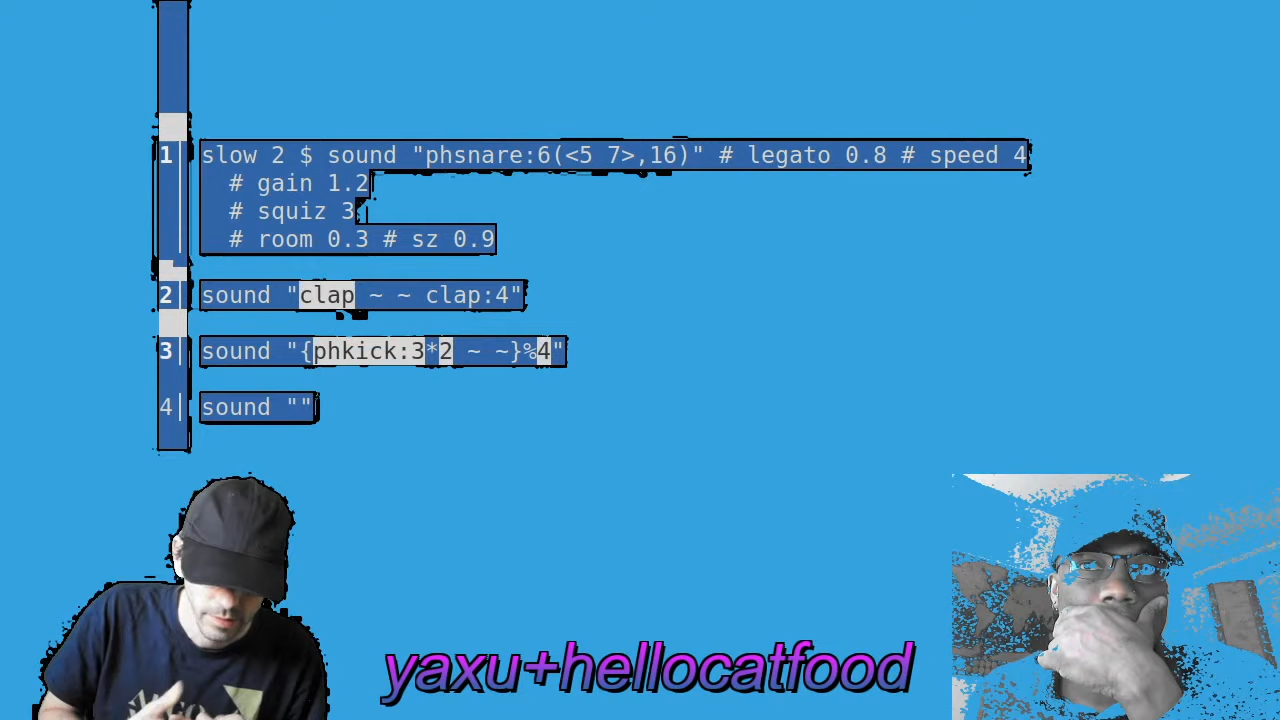 1 slow 2 $ sound "phsnare:6(<5 7>,16)" # legato 0.8 # speed 4
# gain 1.2
# squiz 3
# room 0.3 # sz 0.9
2 sound "clap ~ ~ clap:4"
3 sound "{phkick:3*2 ~ ~}%4"
4 sound ""
yaxu+hellocatfood